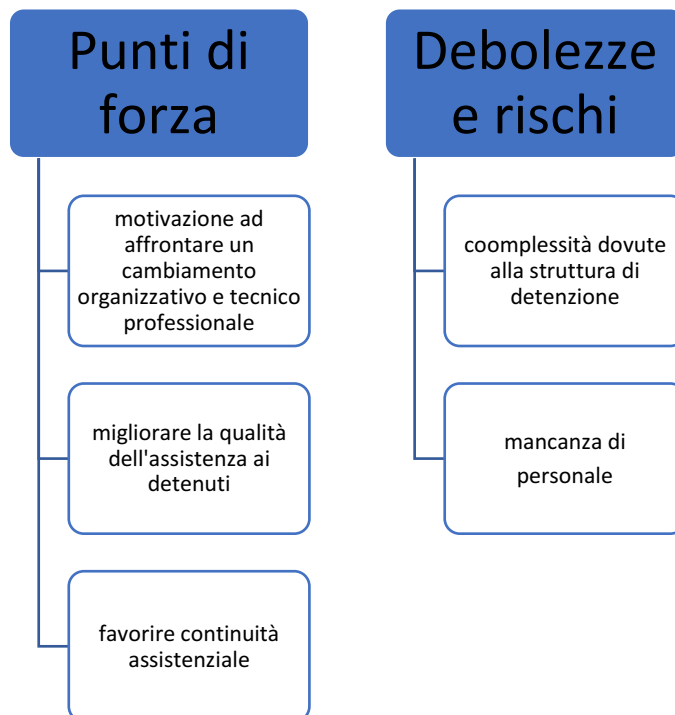 Punti di
forza
motivazione ad
affrontare un
cambiamento
organizzativo e tecnico
professionale
migliorare la qualità
dell'assistenza ai
detenuti
favorire continuità
assistenziale
Debolezze
e rischi
coomplessità dovute
alla struttura di
detenzione
mancanza di
personale